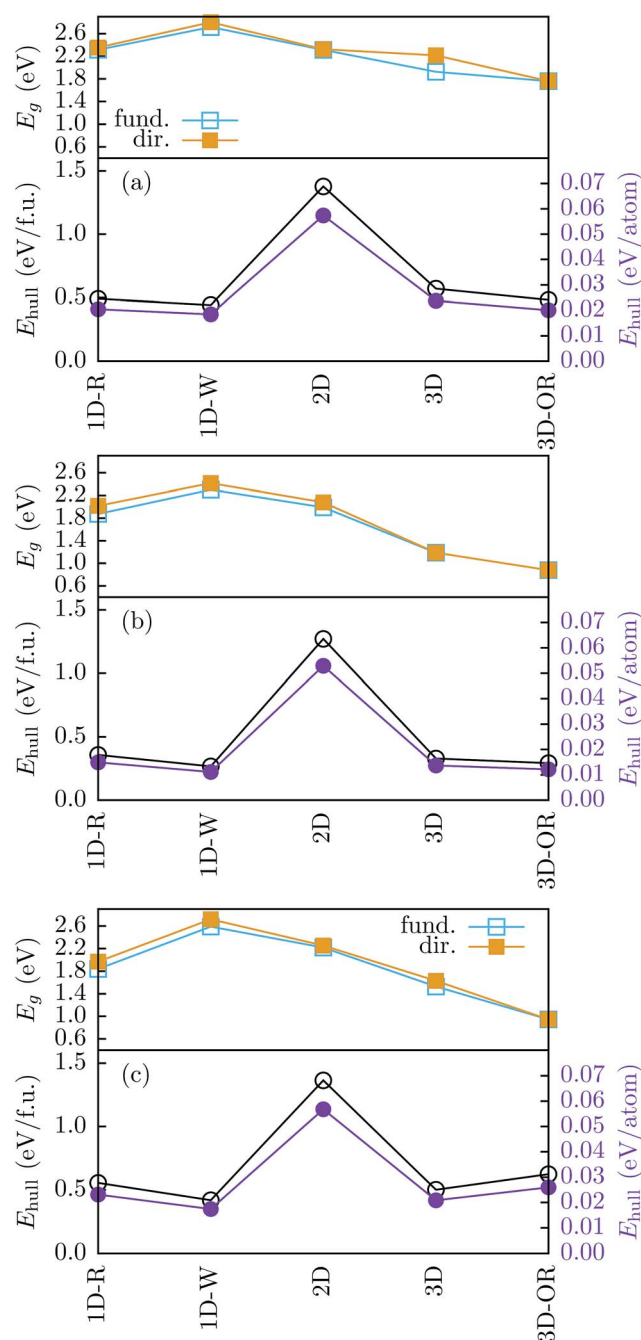 2.6
2.2
1.8
1.4
1.0
0.6
E_g (eV)
fund.
dir.
(a)
1.5
1.0
0.5
0.0
E_hull (eV/f.u.)
0.07
0.06
0.05
0.04
0.03
0.02
0.01
0.00
E_hull (eV/atom)
1D-R
1D-W
2D
3D
3D-OR
2.6
2.2
1.8
1.4
1.0
0.6
E_g (eV)
(b)
1.5
1.0
0.5
0.0
E_hull (eV/f.u.)
0.07
0.06
0.05
0.04
0.03
0.02
0.01
0.00
E_hull (eV/atom)
1D-R
1D-W
2D
3D
3D-OR
2.6
2.2
1.8
1.4
1.0
0.6
E_g (eV)
fund.
dir.
(c)
1.5
1.0
0.5
0.0
E_hull (eV/f.u.)
0.07
0.06
0.05
0.04
0.03
0.02
0.01
0.00
E_hull (eV/atom)
1D-R
1D-W
2D
3D
3D-OR